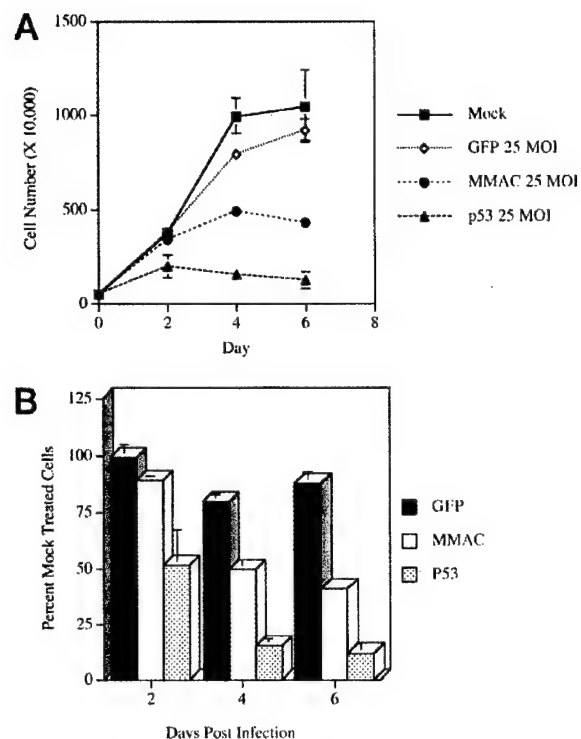 A
1500
1000
500
0
Cell Number (X 10,000)
0 2 4 6 8
Day
Mock
GFP 25 MOI
MMAC 25 MOI
p53 25 MOI
B
125
100
75
50
25
0
Percent Mock Treated Cells
2 4 6
Days Post Infection
GFP
MMAC
P53